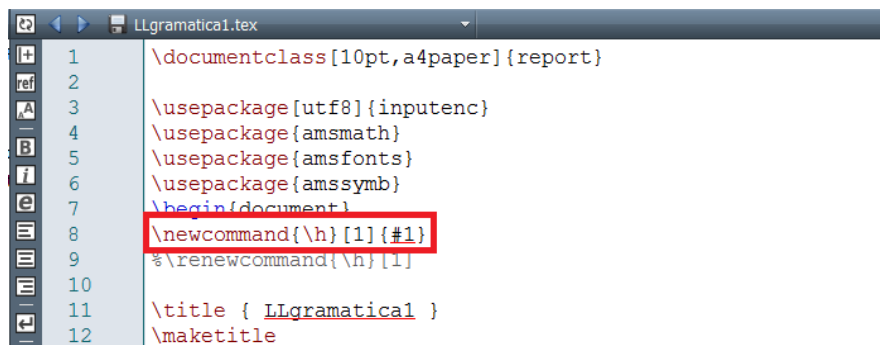 LLgramatica1.tex
1 \documentclass[10pt,a4paper]{report}
2
3 \usepackage[utf8]{inputenc}
4 \usepackage{amsmath}
5 \usepackage{amsfonts}
6 \usepackage{amssymb}
7 \begin{document}
8 \newcommand{\h}[1]{#1}
9 %\renewcommand{\h}[1]
10
11 \title { LLgramatica1 }
12 \maketitle
ref
A A
B
i
e